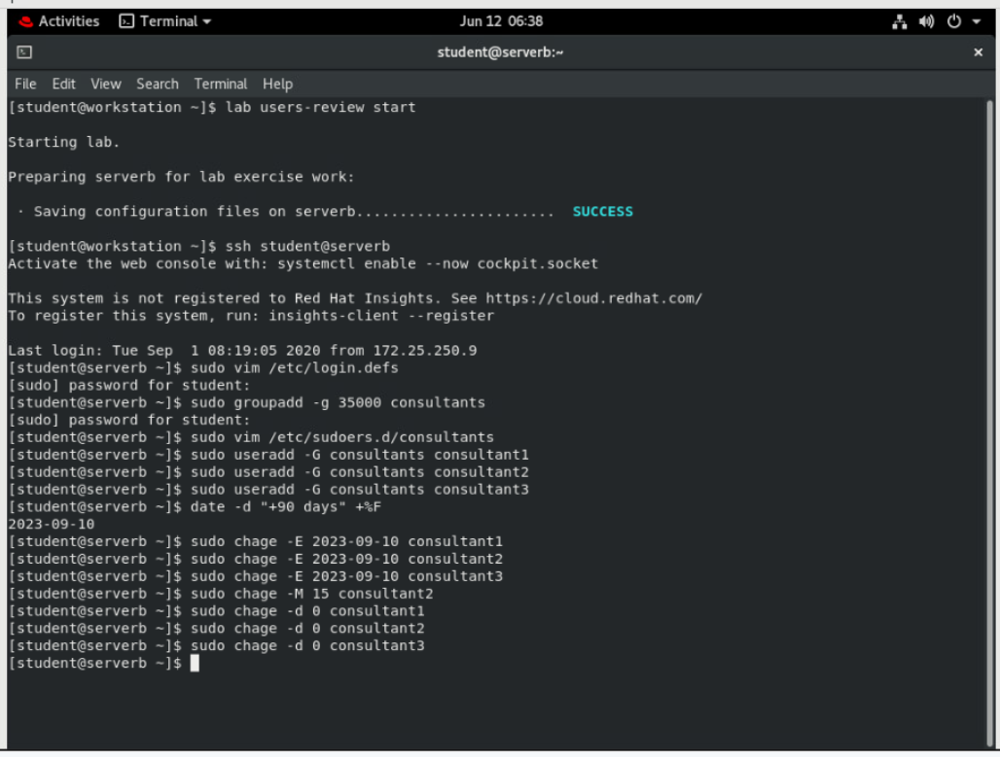 Activities Terminal Jun 12 06:38
student@serverb:~
File Edit View Search Terminal Help
[student@workstation ~]$ lab users-review start
Starting lab.
Preparing serverb for lab exercise work:
· Saving configuration files on serverb....................... SUCCESS
[student@workstation ~]$ ssh student@serverb
Activate the web console with: systemctl enable --now cockpit.socket
This system is not registered to Red Hat Insights. See https://cloud.redhat.com/
To register this system, run: insights-client --register
Last login: Tue Sep  1 08:19:05 2020 from 172.25.250.9
[student@serverb ~]$ sudo vim /etc/login.defs
[sudo] password for student:
[student@serverb ~]$ sudo groupadd -g 35000 consultants
[sudo] password for student:
[student@serverb ~]$ sudo vim /etc/sudoers.d/consultants
[student@serverb ~]$ sudo useradd -G consultants consultant1
[student@serverb ~]$ sudo useradd -G consultants consultant2
[student@serverb ~]$ sudo useradd -G consultants consultant3
[student@serverb ~]$ date -d "+90 days" +%F
2023-09-10
[student@serverb ~]$ sudo chage -E 2023-09-10 consultant1
[student@serverb ~]$ sudo chage -E 2023-09-10 consultant2
[student@serverb ~]$ sudo chage -E 2023-09-10 consultant3
[student@serverb ~]$ sudo chage -M 15 consultant2
[student@serverb ~]$ sudo chage -d 0 consultant1
[student@serverb ~]$ sudo chage -d 0 consultant2
[student@serverb ~]$ sudo chage -d 0 consultant3
[student@serverb ~]$